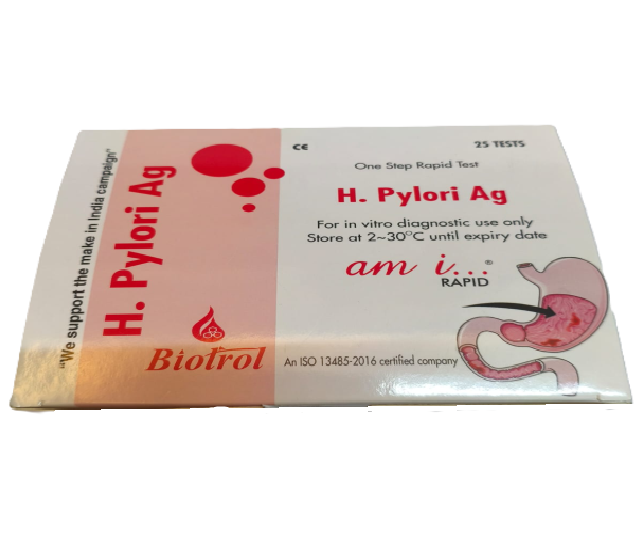 "We support the make in India campaign"
H. Pylori Ag
Biotrol
CE
25 TESTS
One Step Rapid Test
H. Pylori Ag
For in vitro diagnostic use only
Store at 2~30°C until expiry date
am i...®
RAPID
An ISO 13485-2016 certified company